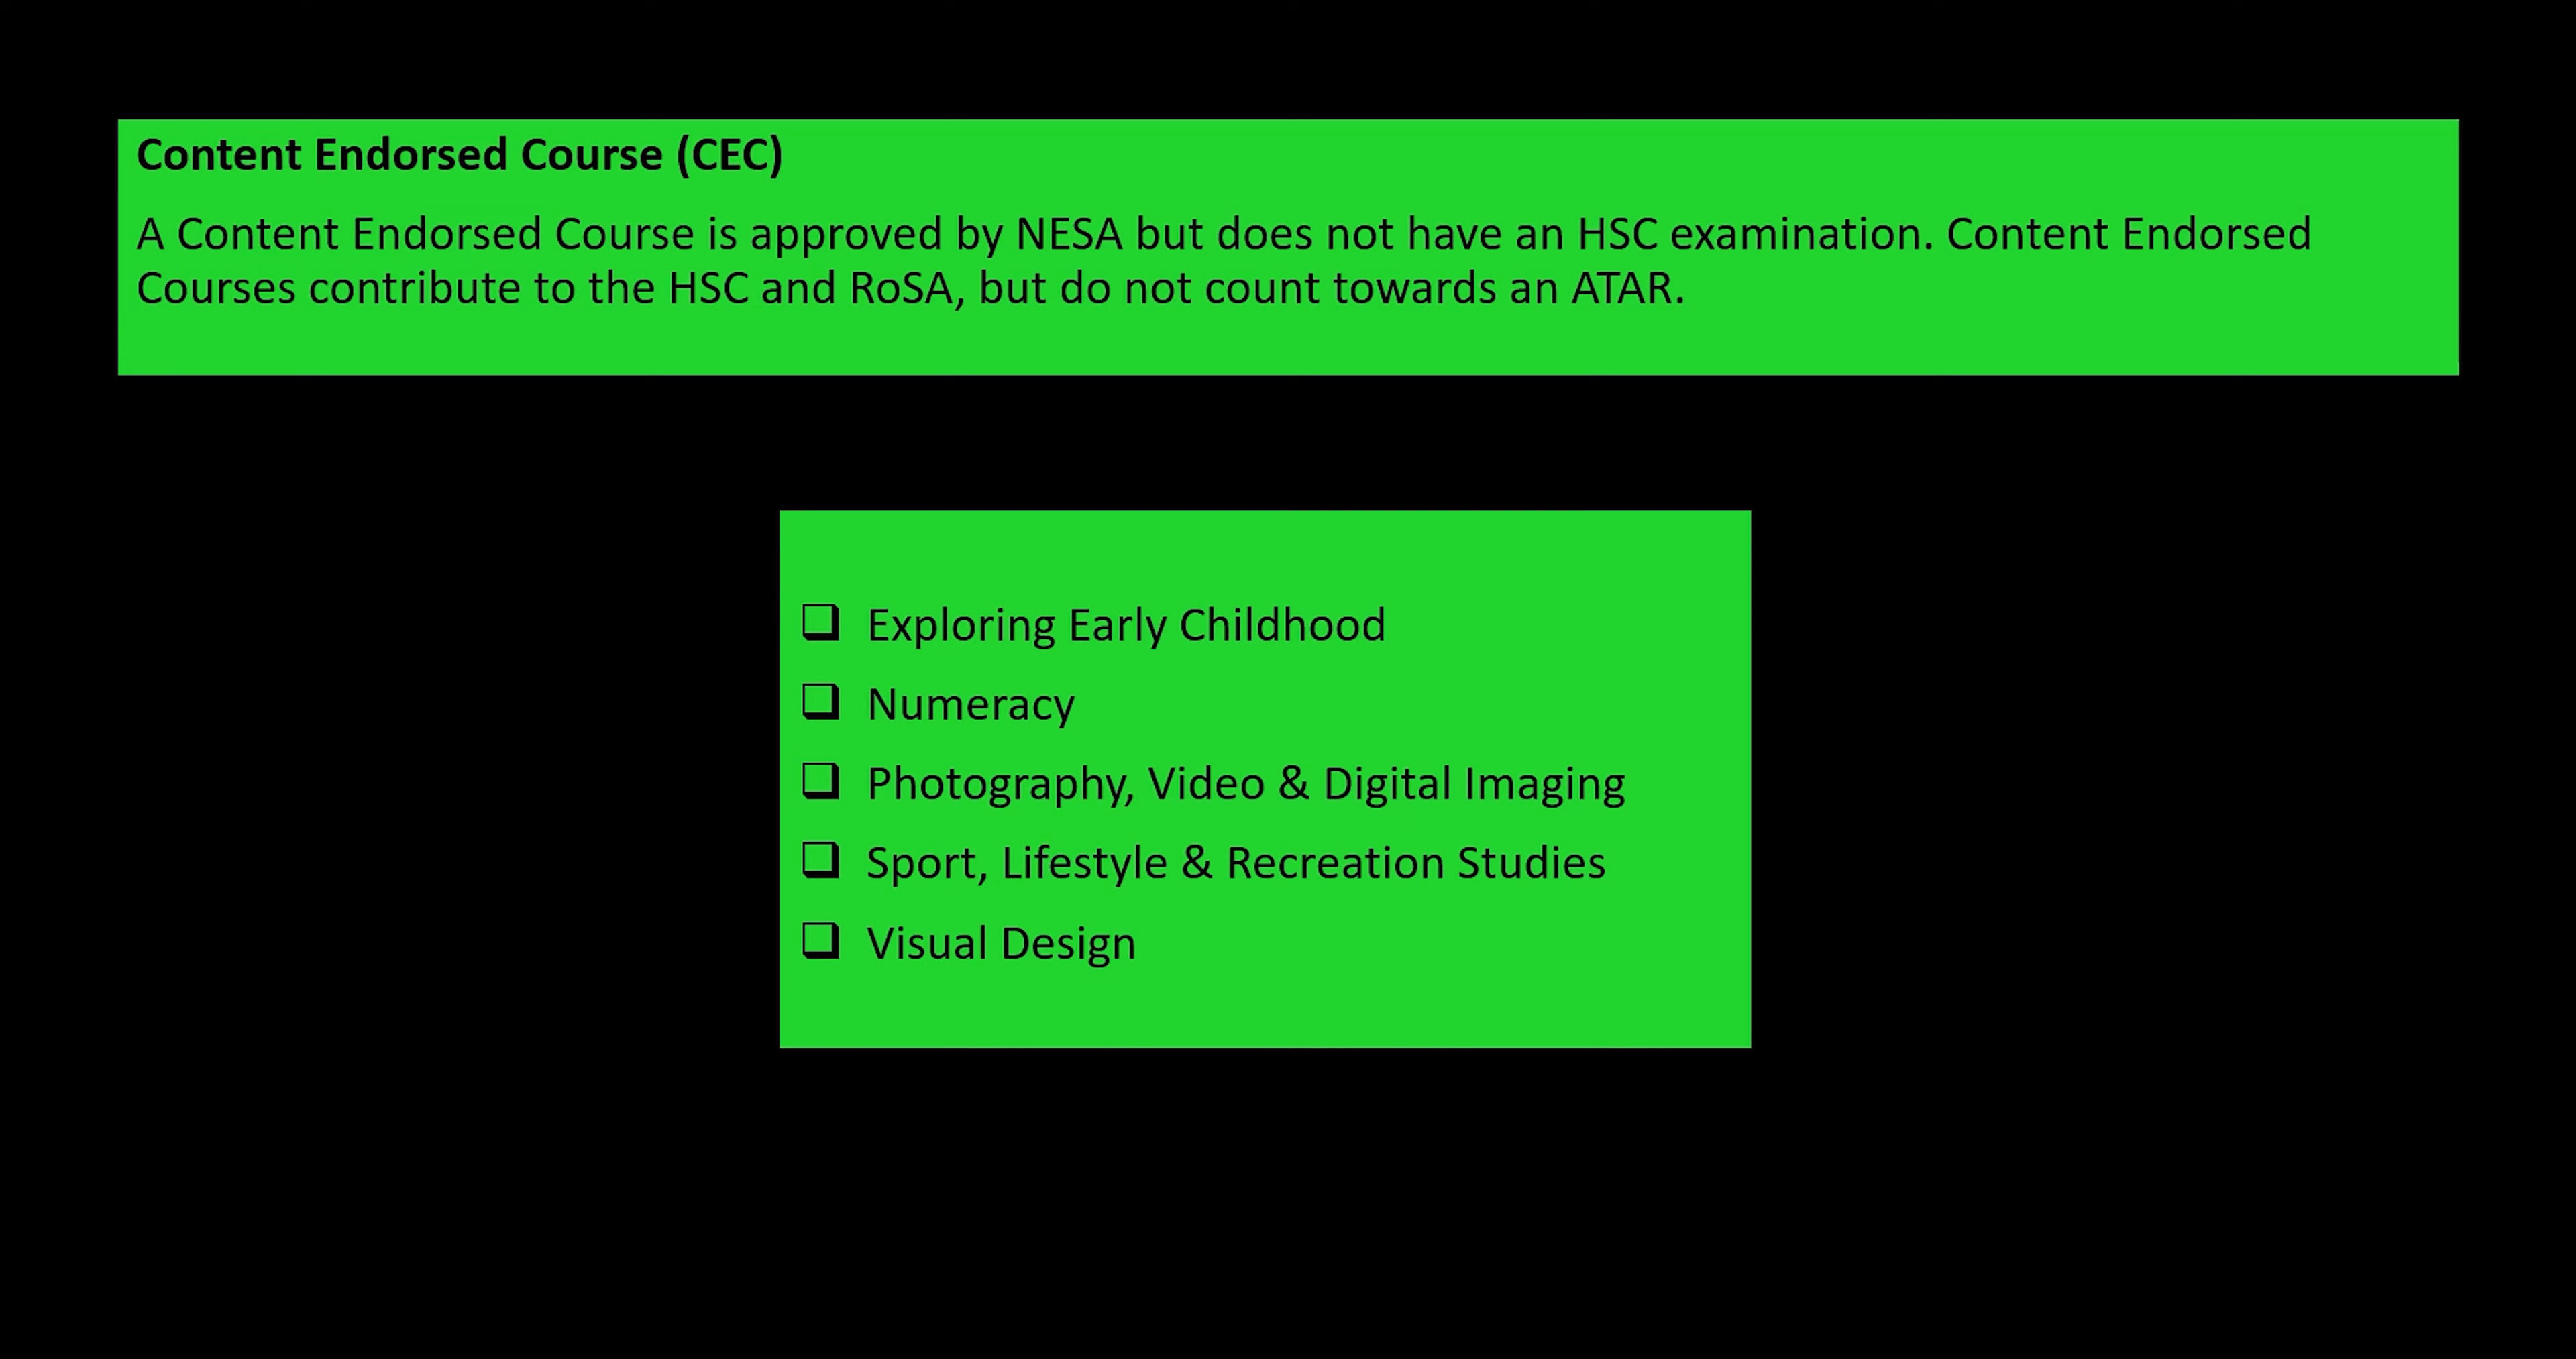 Content Endorsed Course (CEC)
A Content Endorsed Course is approved by NESA but does not have an HSC examination. Content Endorsed
Courses contribute to the HSC and RoSA, but do not count towards an ATAR.
❑ Exploring Early Childhood
❑ Numeracy
❑ Photography, Video & Digital Imaging
❑ Sport, Lifestyle & Recreation Studies
❑ Visual Design